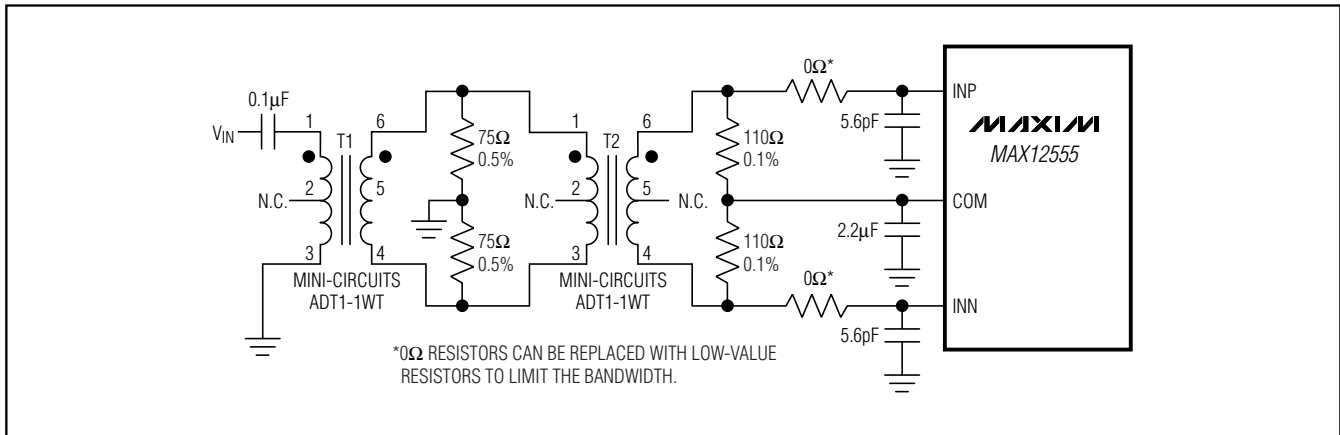 0.1µF
V_IN
1
2
3
N.C.
T1
6
5
4
MINI-CIRCUITS
ADT1-1WT
75Ω
0.5%
75Ω
0.5%
1
2
3
N.C.
T2
6
5
4
N.C.
MINI-CIRCUITS
ADT1-1WT
110Ω
0.1%
110Ω
0.1%
0Ω*
5.6pF
2.2µF
0Ω*
5.6pF
INP
COM
INN
MAXIM
MAX12555
*0Ω RESISTORS CAN BE REPLACED WITH LOW-VALUE
RESISTORS TO LIMIT THE BANDWIDTH.